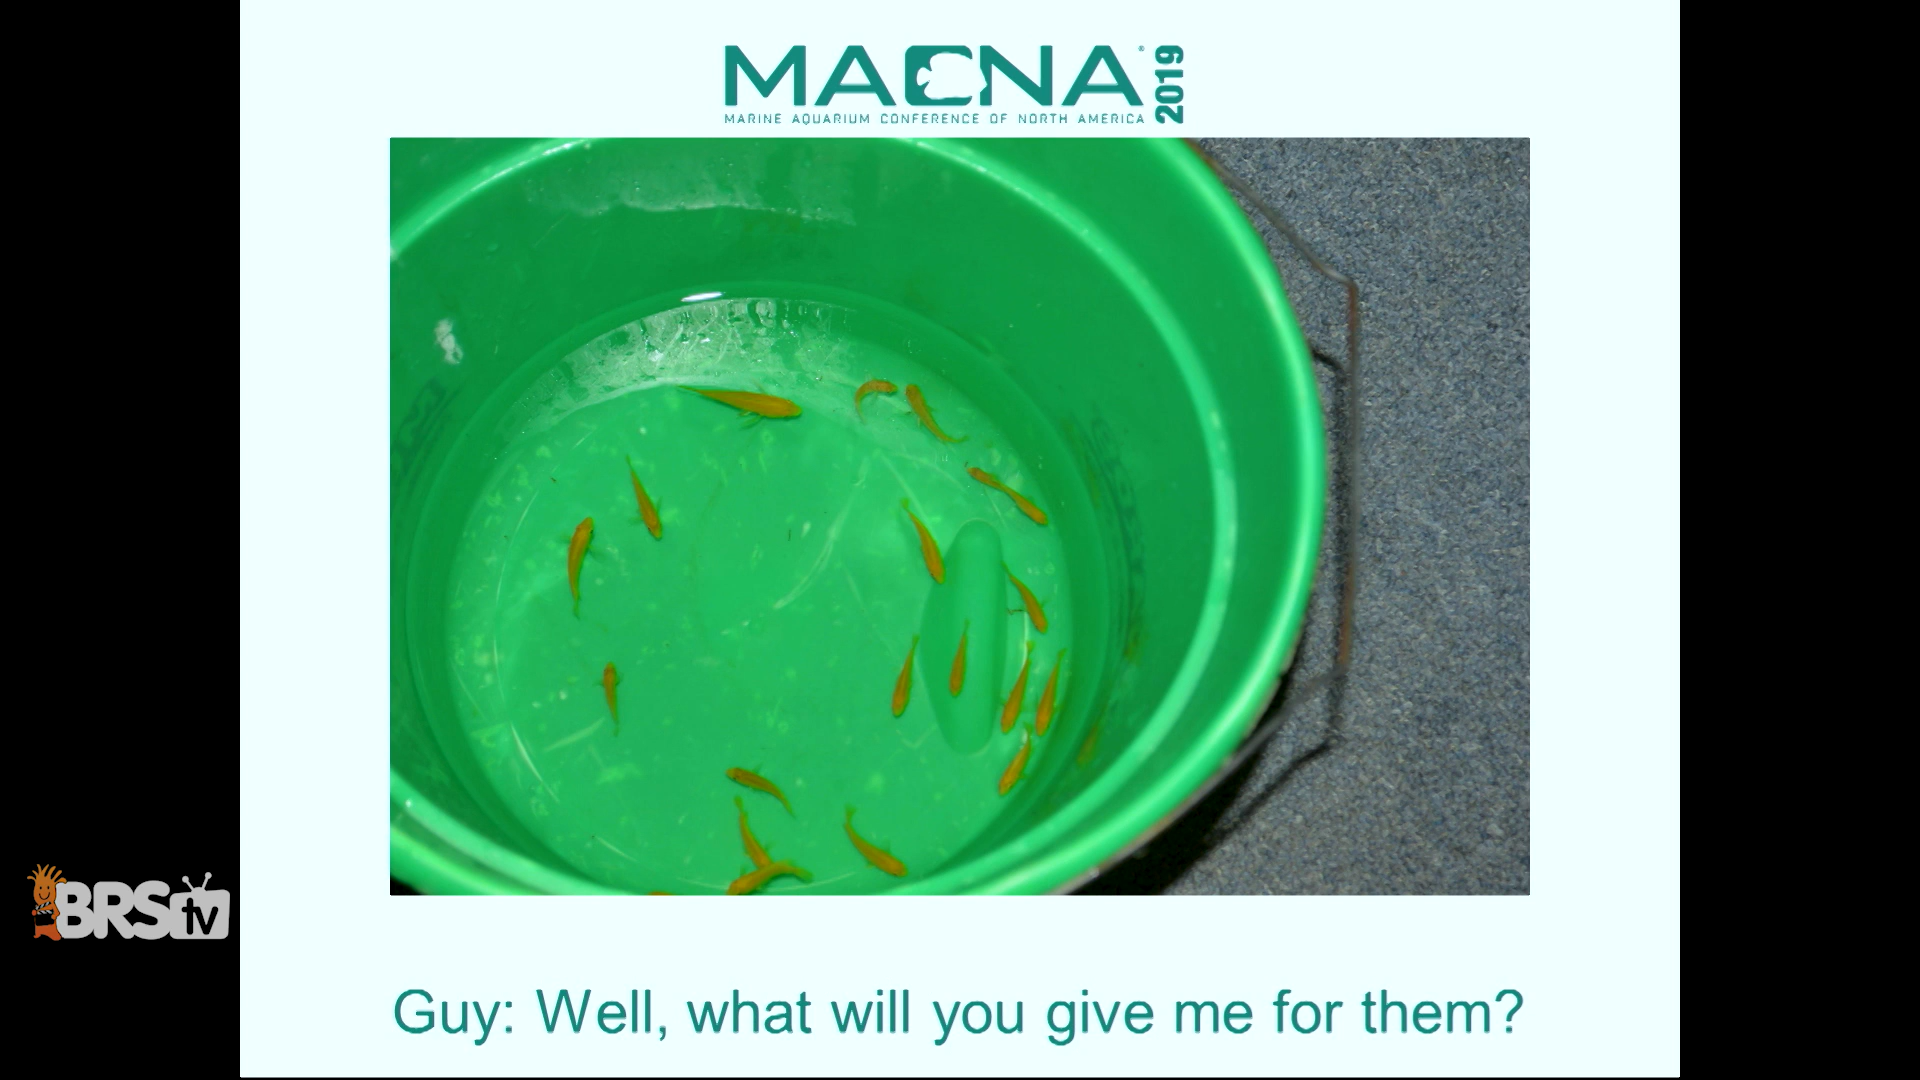 MACNA® 2019
MARINE AQUARIUM CONFERENCE OF NORTH AMERICA
BRStv
Guy: Well, what will you give me for them?